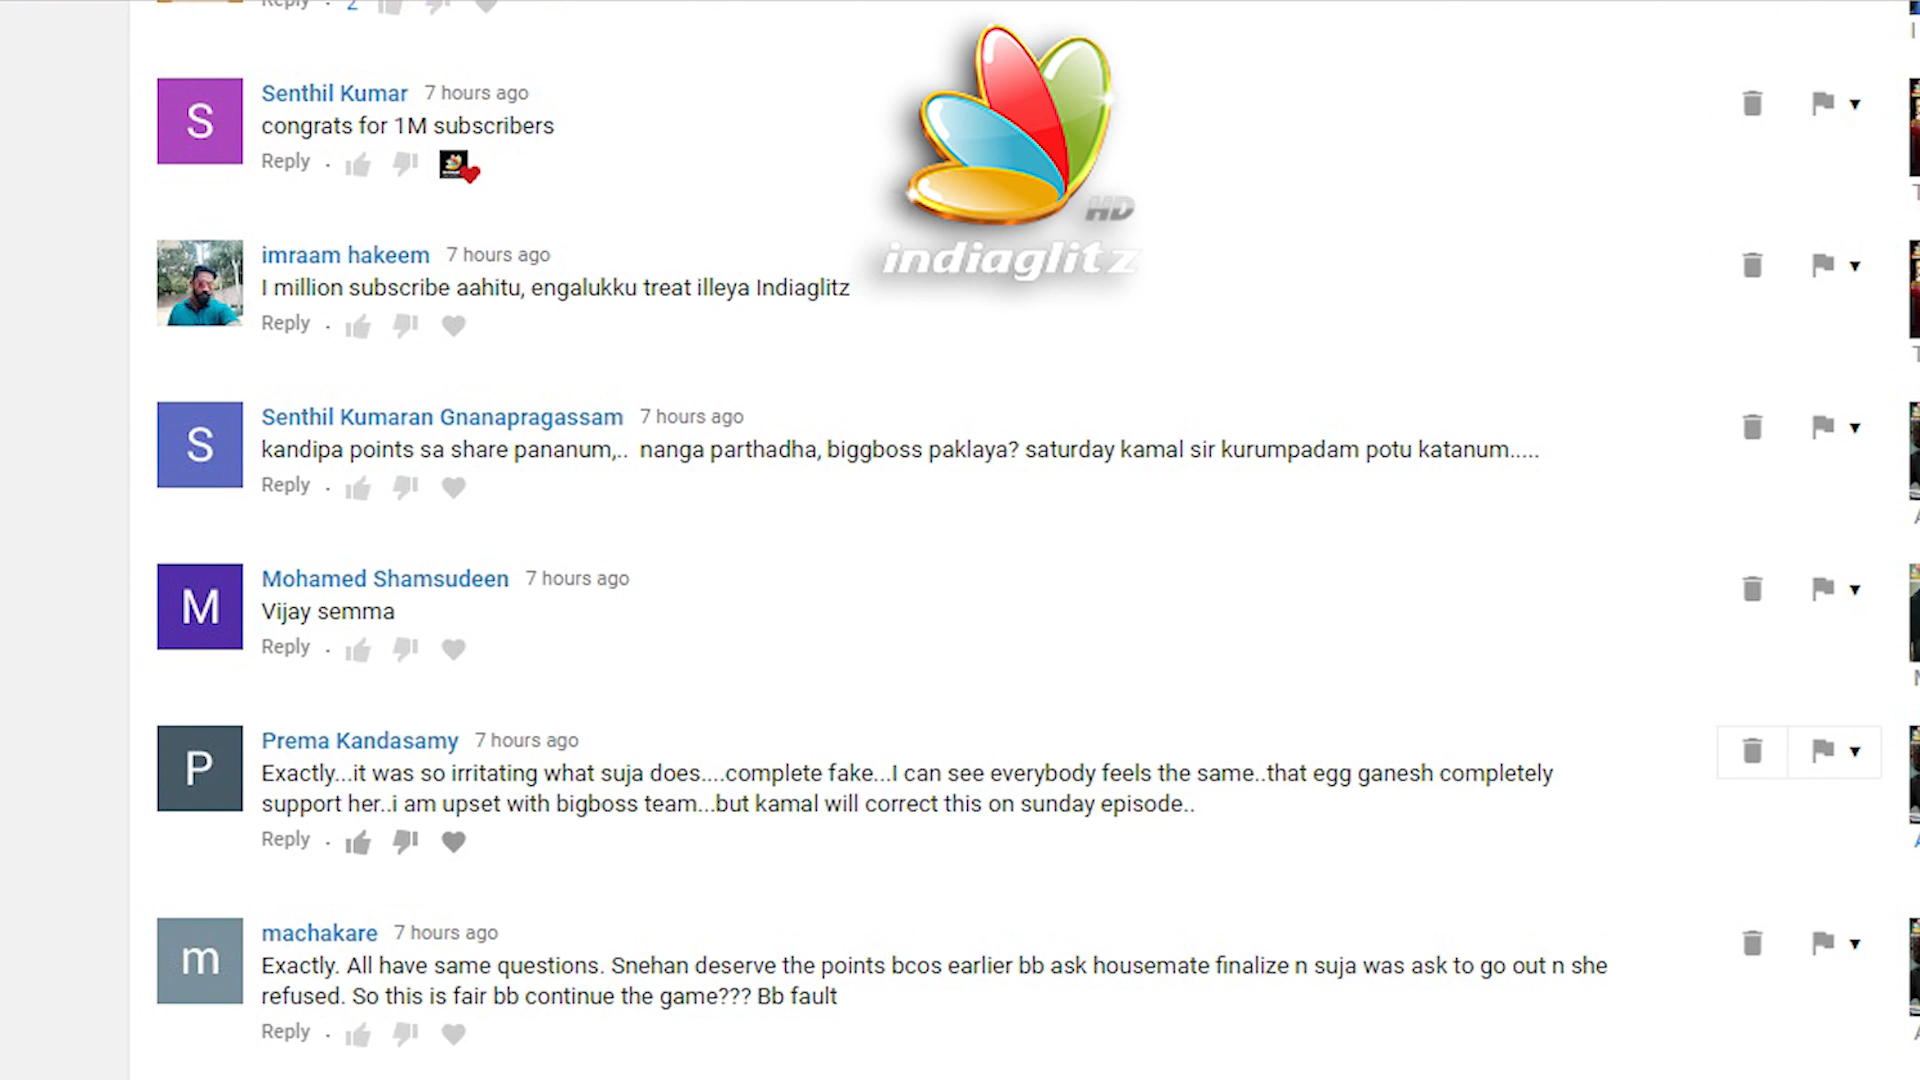 Reply · 2
S
Senthil Kumar 7 hours ago
congrats for 1M subscribers
Reply ·
HD
indiaglitz
imraam hakeem 7 hours ago
I million subscribe aahitu, engalukku treat illeya Indiaglitz
Reply ·
S
Senthil Kumaran Gnanapragassam 7 hours ago
kandipa points sa share pananum,.. nanga parthadha, biggboss paklaya? saturday kamal sir kurumpadam potu katanum.....
Reply ·
M
Mohamed Shamsudeen 7 hours ago
Vijay semma
Reply ·
P
Prema Kandasamy 7 hours ago
Exactly...it was so irritating what suja does....complete fake...I can see everybody feels the same..that egg ganesh completely
support her..i am upset with bigboss team...but kamal will correct this on sunday episode..
Reply ·
m
machakare 7 hours ago
Exactly. All have same questions. Snehan deserve the points bcos earlier bb ask housemate finalize n suja was ask to go out n she
refused. So this is fair bb continue the game??? Bb fault
Reply ·